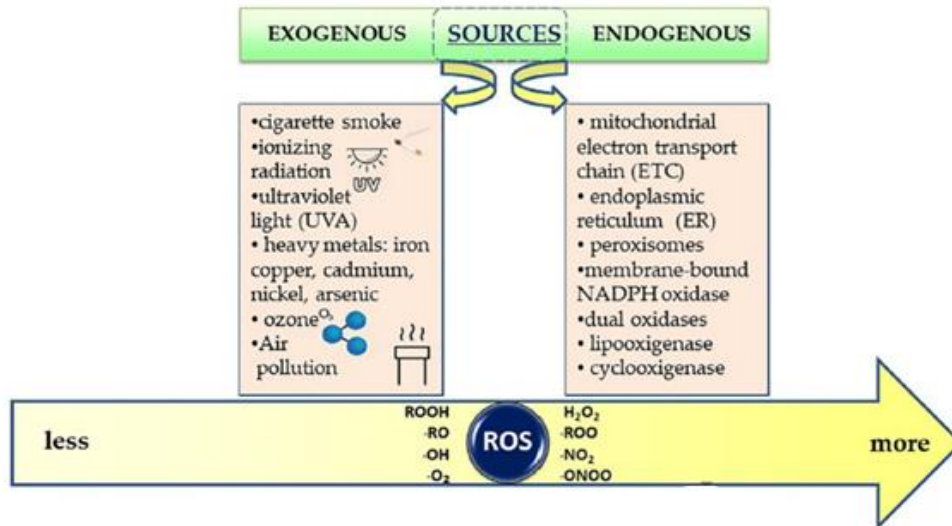 EXOGENOUS SOURCES ENDOGENOUS
•cigarette smoke
•ionizing
radiation
UV
•ultraviolet
light (UVA)
• heavy metals: iron
copper, cadmium,
nickel, arsenic
• ozone O₃
•Air
pollution
• mitochondrial
electron transport
chain (ETC)
• endoplasmic
reticulum (ER)
• peroxisomes
•membrane-bound
NADPH oxidase
•dual oxidases
• lipooxigenase
• cyclooxigenase
less
ROOH
·RO
·OH
·O₂
ROS
H₂O₂
·ROO
·NO₂
·ONOO
more